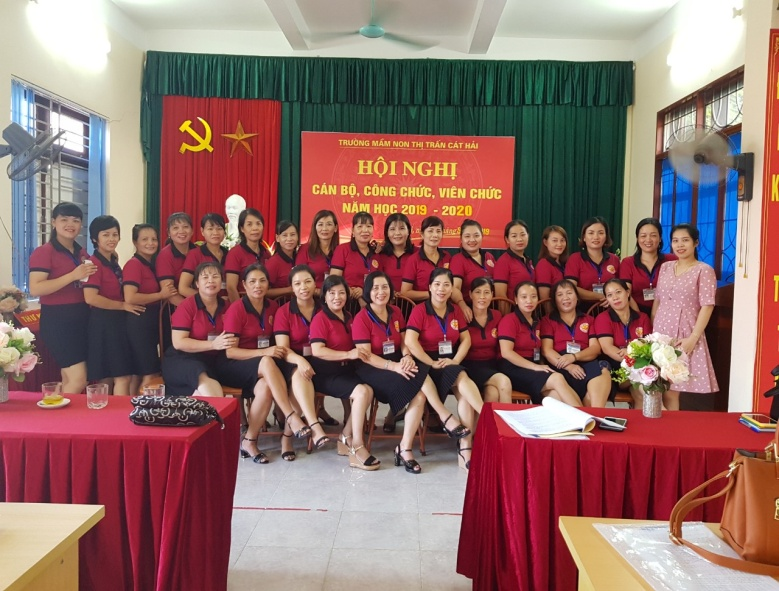 TRƯỜNG MẦM NON THỊ TRẤN CÁT HẢI
HỘI NGHỊ
CÁN BỘ, CÔNG CHỨC, VIÊN CHỨC
NĂM HỌC 2019 - 2020